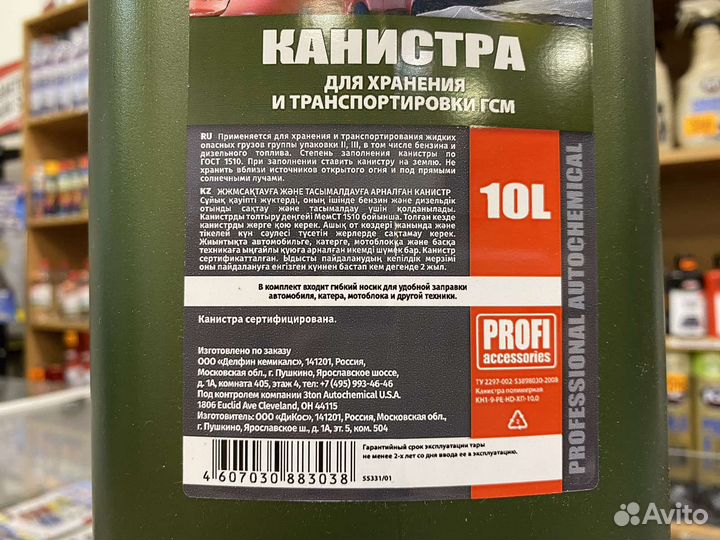 КАНИСТРА
ДЛЯ ХРАНЕНИЯ
И ТРАНСПОРТИРОВКИ ГСМ
RU Применяется для хранения и транспортирования жидких
опасных грузов группы упаковки II, III, в том числе бензина и
дизельного топлива. Степень заполнения канистры по
ГОСТ 1510. При заполнении ставить канистру на землю. Не
хранить вблизи источников открытого огня и под прямыми
солнечными лучами.
KZ ЖЖМСАҚТАУҒА ЖӘНЕ ТАСЫМАЛДАУҒА АРНАЛҒАН КАНИСТР
Сұйық қауіпті жүктерді, оның ішінде бензин және дизельдік
отынды сақтау және тасымалдау үшін қолданылады.
Канистрды толтыру деңгейі МемСТ 1510 бойынша. Толған кезде
канистрды жерге қою керек. Ашық от көздері жанында және
тікелей күн сәулесі түсетін жерлерде сақтамау керек.
Жиынтықта автомобильге, катерге, мотоблокқа және басқа
техникаға ыңғайлы құюға арналған икемді шүмек бар. Канистр
сертификатталған. Ыдысты пайдаланудың кепілдік мерзімі
оны пайдалануға енгізген күннен бастап кем дегенде 2 жыл.
10L
В комплект входит гибкий носик для удобной заправки
автомобиля, катера, мотоблока и другой техники.
Канистра сертифицирована.
PROFI
accessories
Изготовлено по заказу
ООО «Делфин кемикалс», 141201, Россия,
Московская обл., г. Пушкино, Ярославское шоссе,
д. 1А, комната 405, этаж 4, тел.: +7 (495) 993-46-46
Под контролем компании 3ton Autochemical U.S.A.
1806 Euclid Ave Cleveland, OH 44115
Изготовитель: ООО «ДиКос», 141201, Россия, Московская обл.,
г. Пушкино, Ярославское ш., д. 1А, эт. 5, ком. 504
ТУ 2297-002-53898030-2008
Канистра полимерная
КН1-9-PE-HD-ХП-10,0
2
PROFESSIONAL AUTOCHEMICAL
Гарантийный срок эксплуатации тары
не менее 2-х лет со дня ввода ее в эксплуатацию.
4 607030 883038
55331/01
Avito